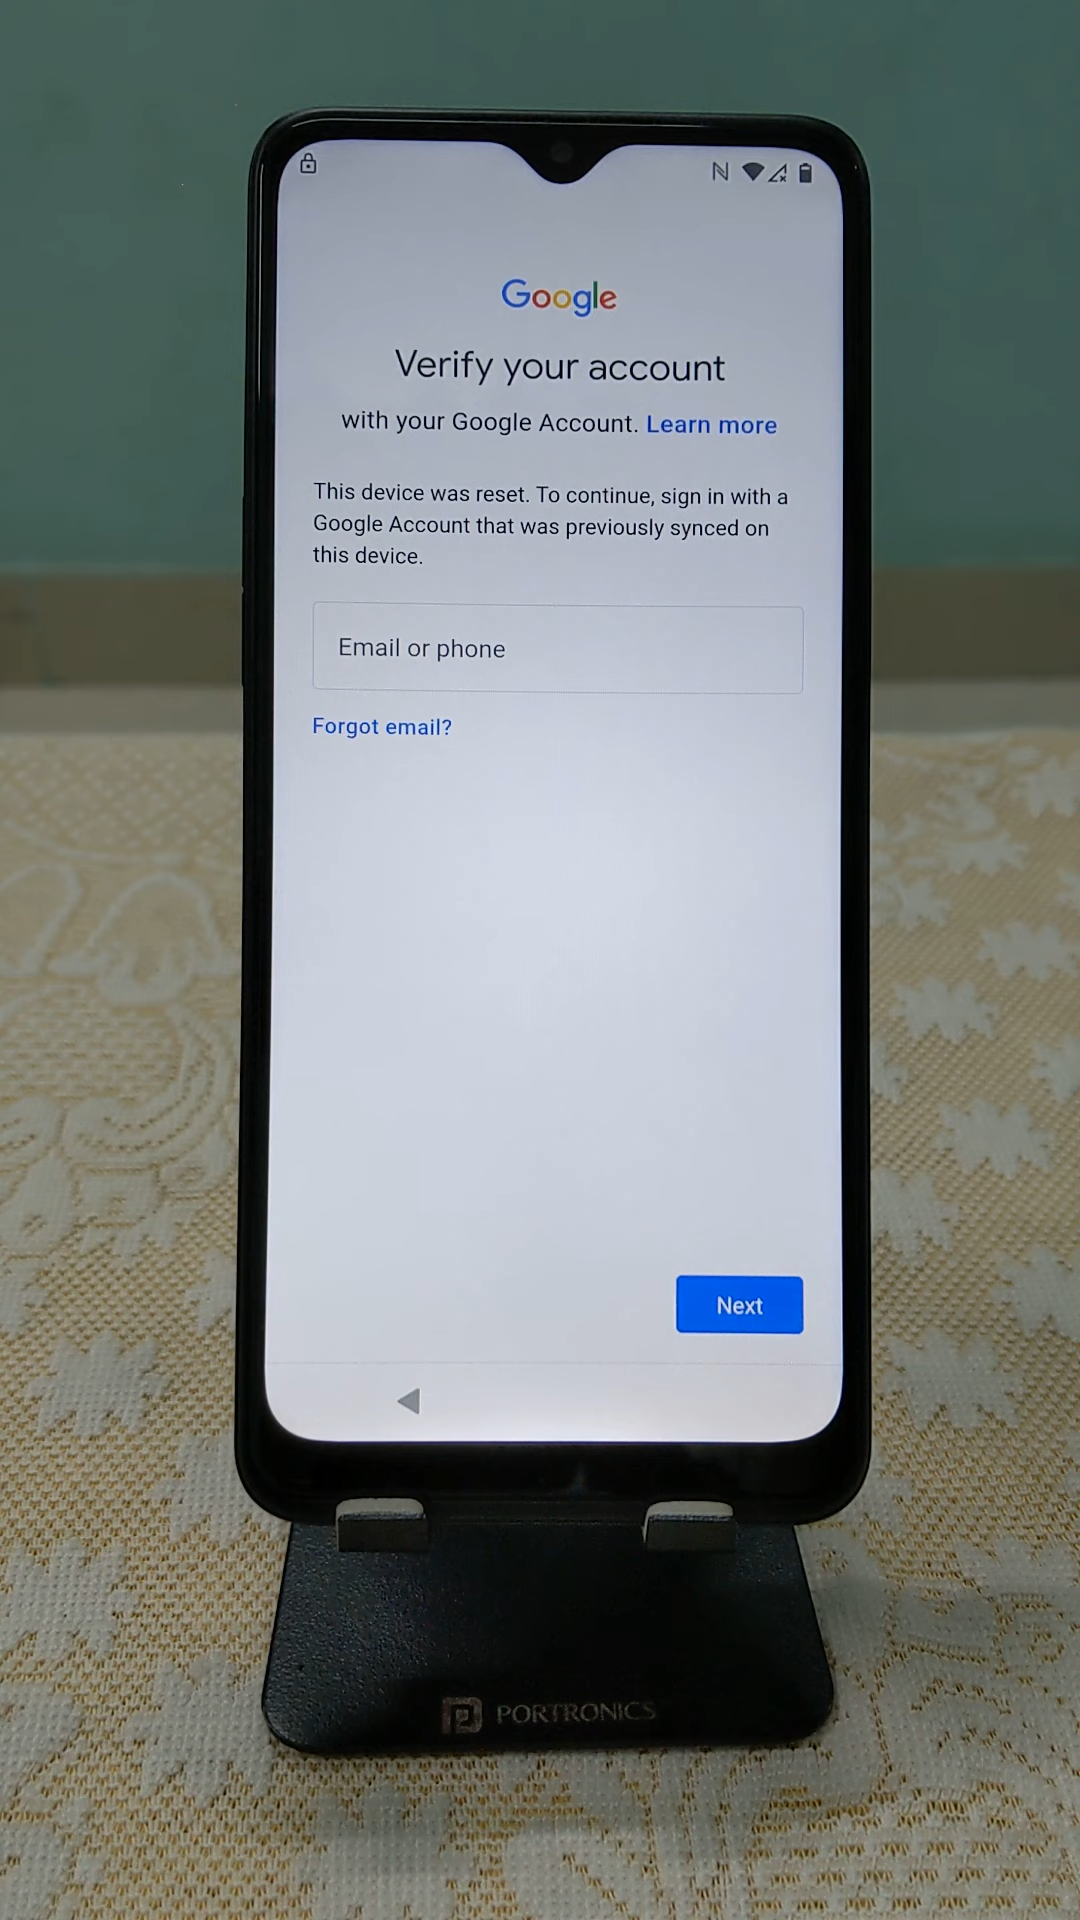 Google
Verify your account
with your Google Account. Learn more
This device was reset. To continue, sign in with a
Google Account that was previously synced on
this device.
Email or phone
Forgot email?
Next
PORTRONICS